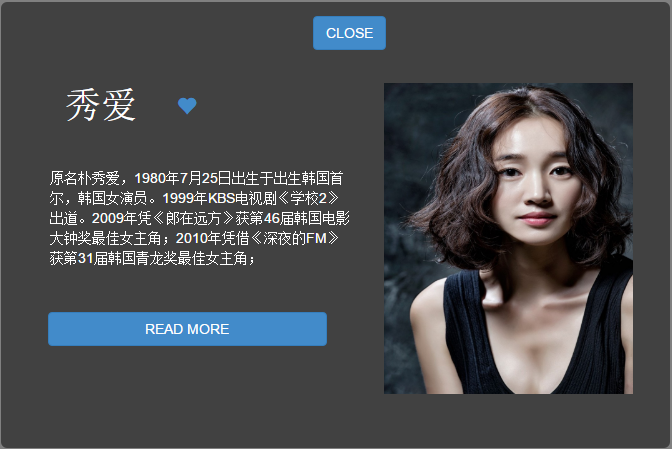 CLOSE
秀爱
原名朴秀爱，1980年7月25日出生于出生韩国首
尔，韩国女演员。1999年KBS电视剧《学校2》
出道。2009年凭《郎在远方》获第46届韩国电影
大钟奖最佳女主角；2010年凭借《深夜的FM》
获第31届韩国青龙奖最佳女主角；
READ MORE